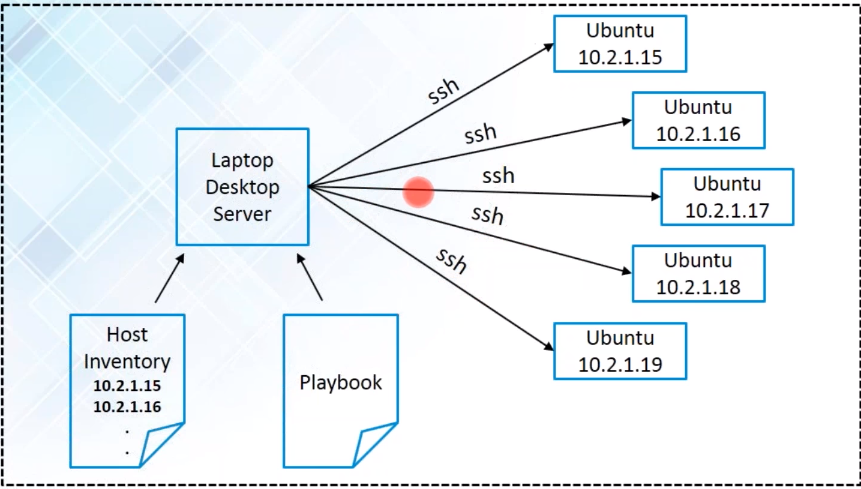 Ubuntu
10.2.1.15
ssh
Ubuntu
10.2.1.16
ssh
Laptop
Desktop
Server
ssh
Ubuntu
10.2.1.17
ssh
Ubuntu
10.2.1.18
ssh
Ubuntu
10.2.1.19
Host
Inventory
10.2.1.15
10.2.1.16
.
.
Playbook